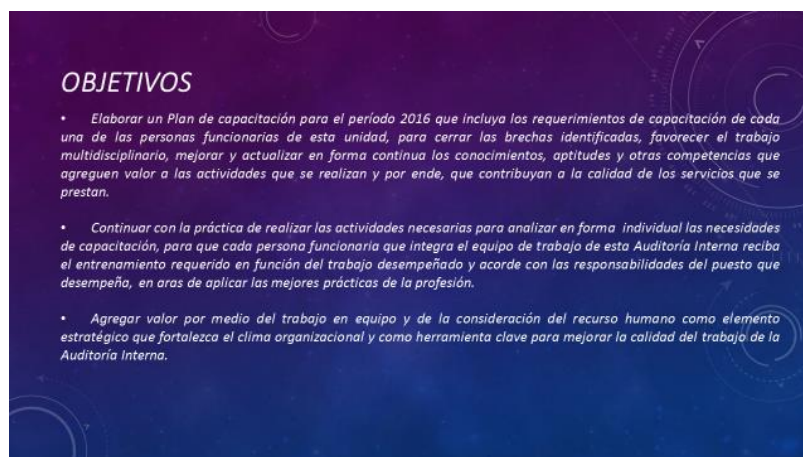 OBJETIVOS
• Elaborar un Plan de capacitación para el período 2016 que incluya los requerimientos de capacitación de cada
una de las personas funcionarias de esta unidad, para cerrar las brechas identificadas, favorecer el trabajo
multidisciplinario, mejorar y actualizar en forma continua los conocimientos, aptitudes y otras competencias que
agreguen valor a las actividades que se realizan y por ende, que contribuyan a la calidad de los servicios que se
prestan.
• Continuar con la práctica de realizar las actividades necesarias para analizar en forma individual las necesidades
de capacitación, para que cada persona funcionaria que integra el equipo de trabajo de esta Auditoría Interna reciba
el entrenamiento requerido en función del trabajo desempeñado y acorde con las responsabilidades del puesto que
desempeña, en aras de aplicar las mejores prácticas de la profesión.
• Agregar valor por medio del trabajo en equipo y de la consideración del recurso humano como elemento
estratégico que fortalezca el clima organizacional y como herramienta clave para mejorar la calidad del trabajo de la
Auditoría Interna.